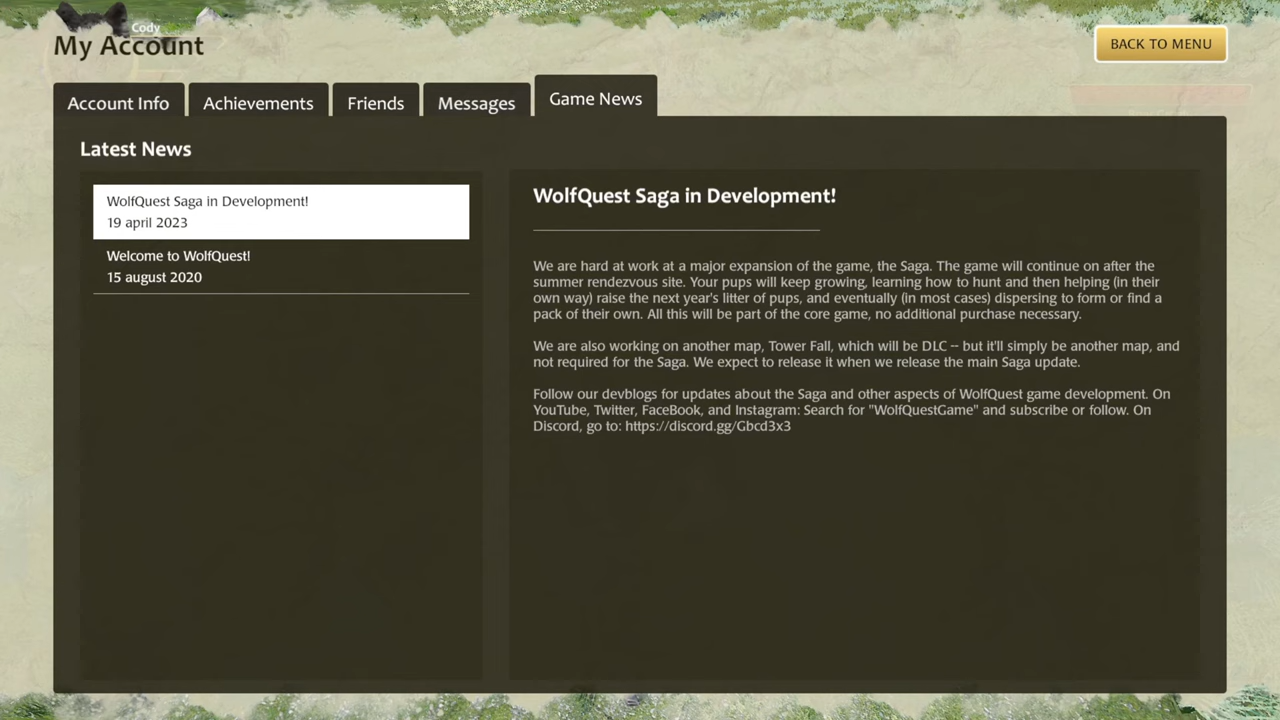 Cody
My Account
BACK TO MENU
Account Info
Achievements
Friends
Messages
Game News
Latest News
WolfQuest Saga in Development!
19 april 2023
Welcome to WolfQuest!
15 august 2020
WolfQuest Saga in Development!
We are hard at work at a major expansion of the game, the Saga. The game will continue on after the
summer rendezvous site. Your pups will keep growing, learning how to hunt and then helping (in their
own way) raise the next year's litter of pups, and eventually (in most cases) dispersing to form or find a
pack of their own. All this will be part of the core game, no additional purchase necessary.
We are also working on another map, Tower Fall, which will be DLC -- but it'll simply be another map, and
not required for the Saga. We expect to release it when we release the main Saga update.
Follow our devblogs for updates about the Saga and other aspects of WolfQuest game development. On
YouTube, Twitter, FaceBook, and Instagram: Search for "WolfQuestGame" and subscribe or follow. On
Discord, go to: https://discord.gg/Gbcd3x3